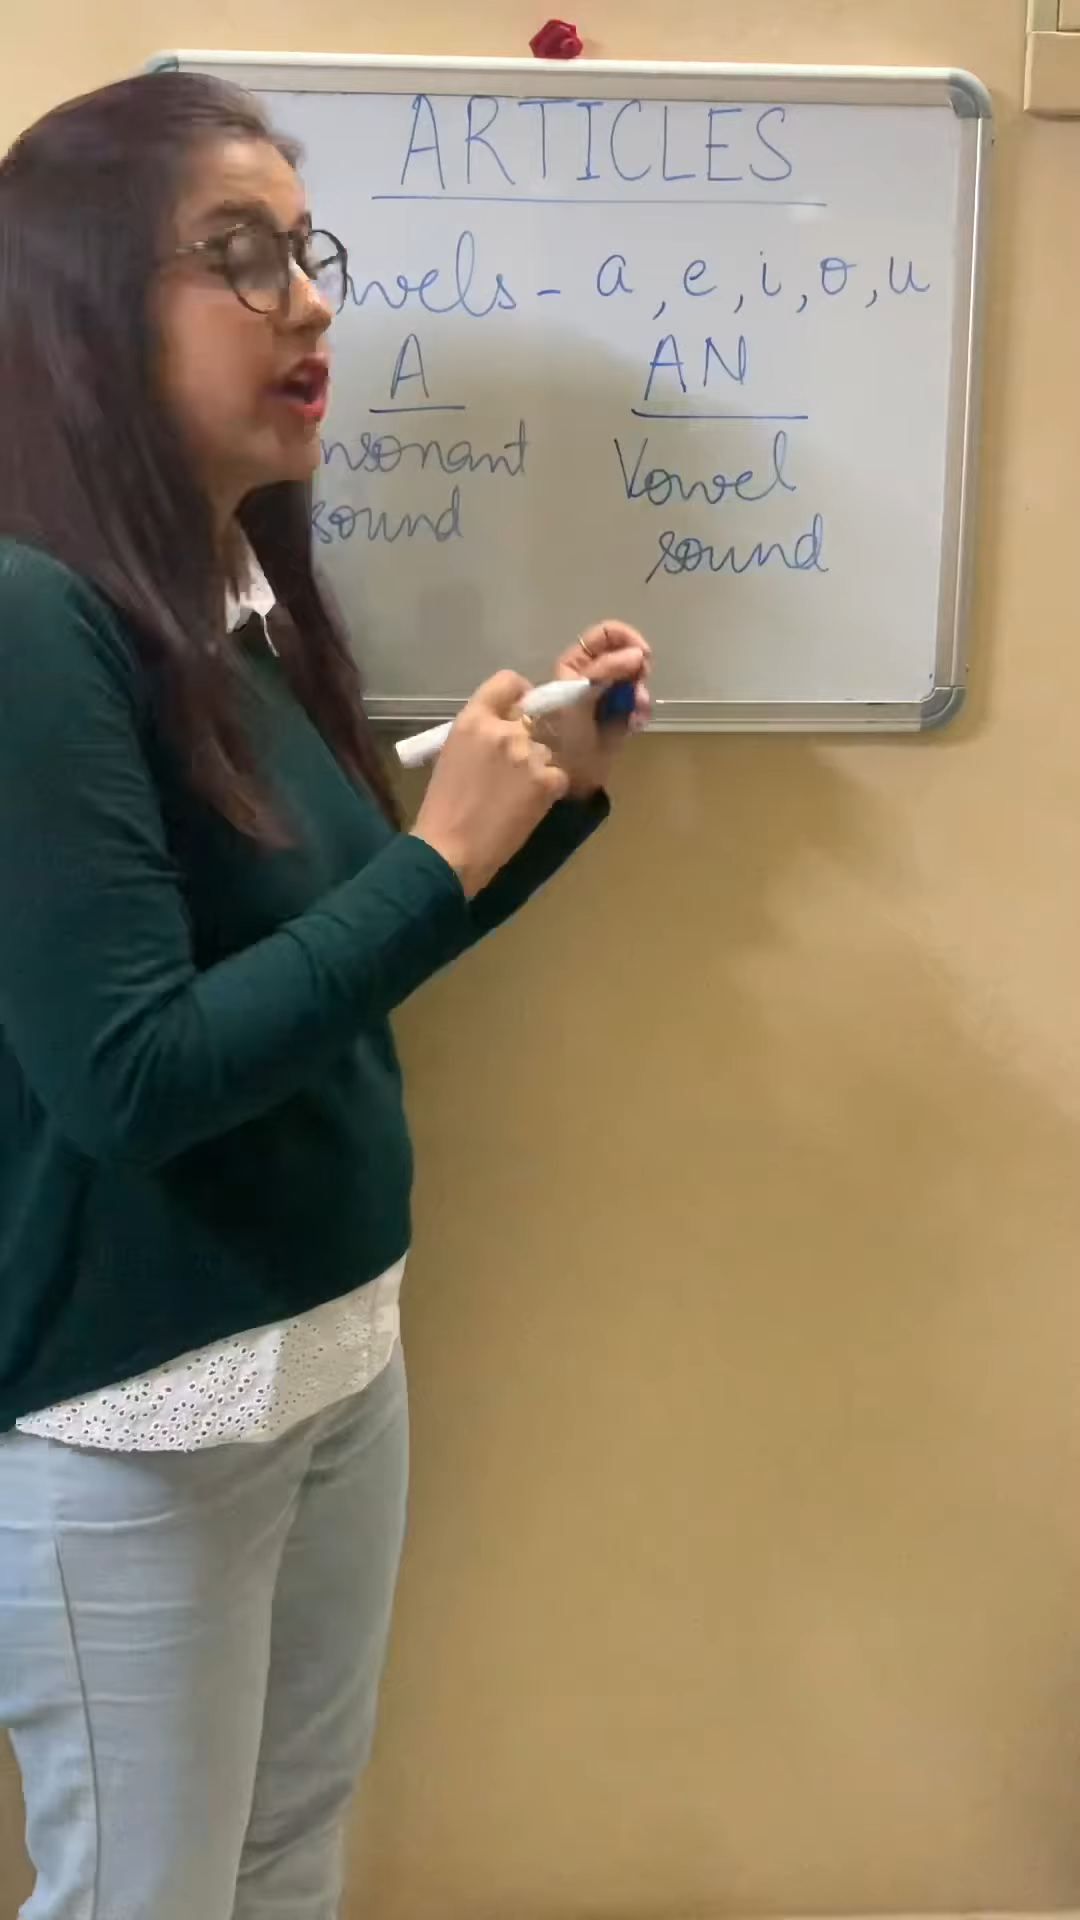 ARTICLES
wels - a, e, i, o, u
A AN
nsonant Vowel
sound sound